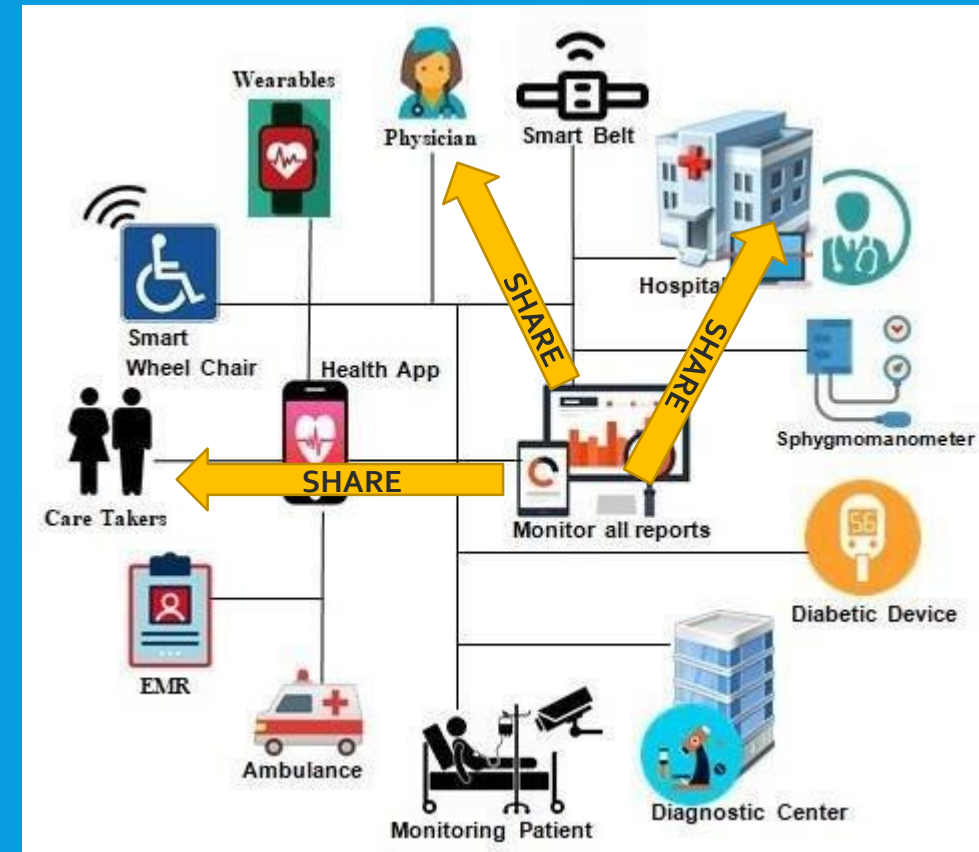 Wearables
Physician
Smart Belt
Hospital
Smart
Wheel Chair
Health App
SHARE
SHARE
SHARE
Care Takers
Monitor all reports
Sphygmomanometer
56
Diabetic Device
EMR
Ambulance
Monitoring Patient
Diagnostic Center